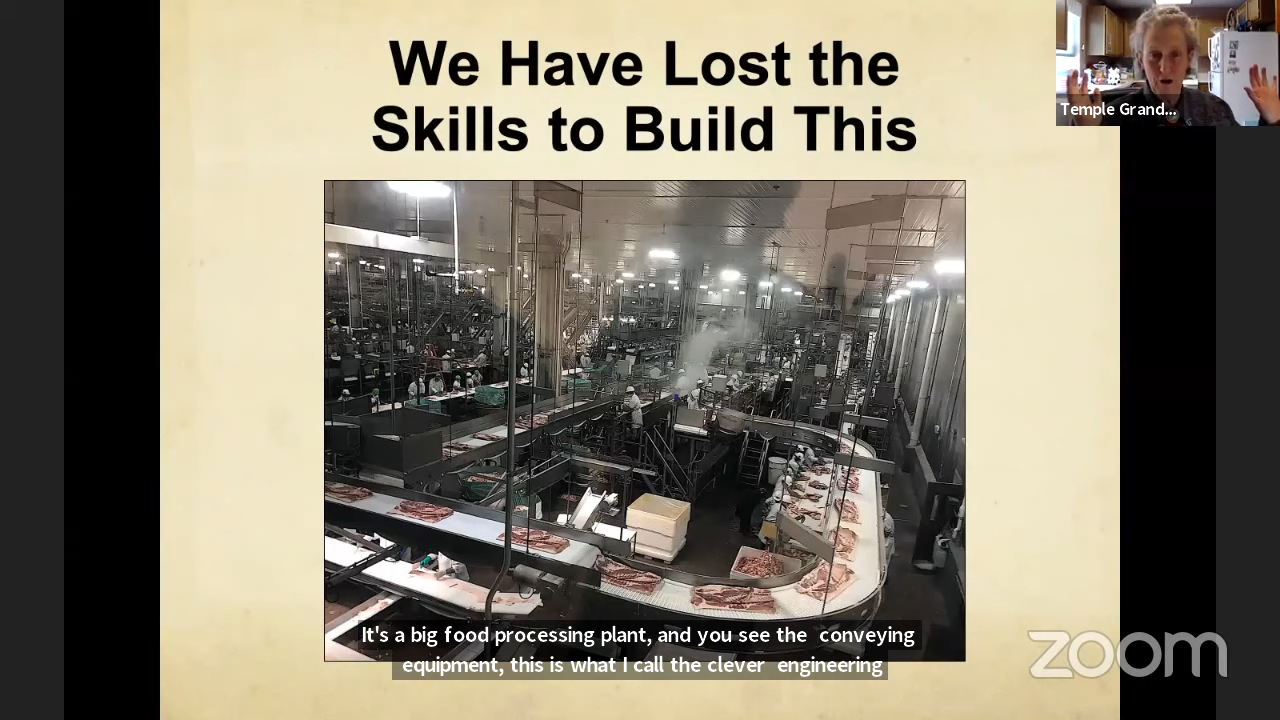 We Have Lost the
Skills to Build This
Temple Grand...
It's a big food processing plant, and you see the conveying
equipment, this is what I call the clever engineering
zoom